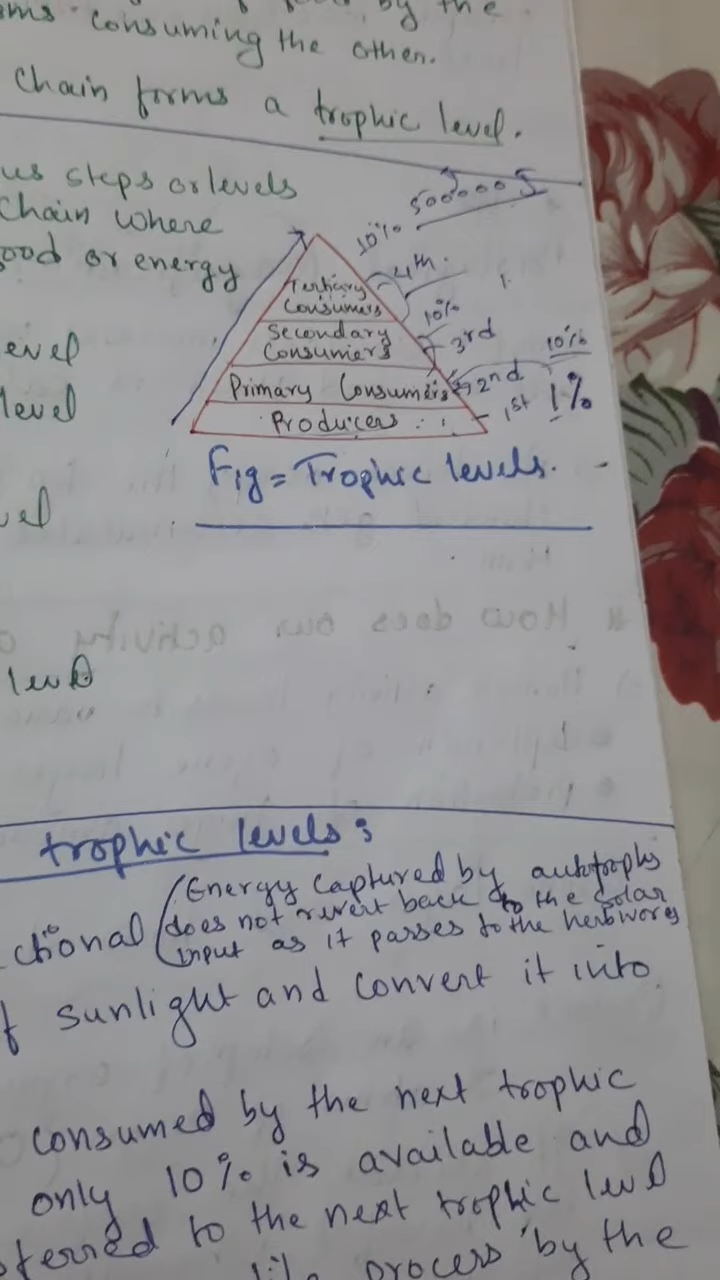 by the
consuming the other.
Chain forms a trophic level.
us steps or levels
Chain where
ood or energy
evel
level
500000 J
10%
4th
Tertiary
Consumers
10%
Secondary
Consumers
3rd
10%
Primary Consumers
2nd
Producers
1st
1%
Fig = Trophic levels.
trophic levels:
(Energy Captured by autotrophs
does not revert back to the Solar
input as it passes to the herbivores
ctional
f sunlight and convert it into
consumed by the next trophic
only 10% is available and
sferred to the next trophic level
process by the